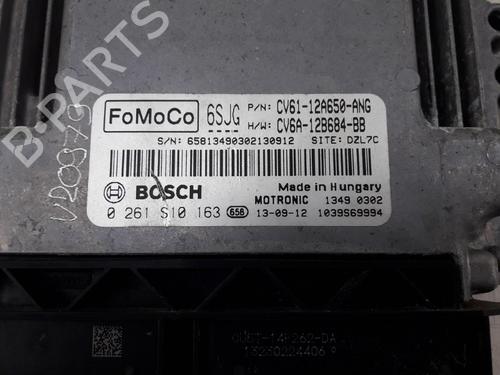 B-PARTS
FoMoCo
6SJG P/N: CV61-12A650-ANG
H/W: CV6A-12B684-BB
S/N: 65813490302130912 SITE: DZL7C
BOSCH
Made in Hungary
MOTRONIC 1349 0302
0 261 S10 163 658 13-09-12 1039S69994
V20979